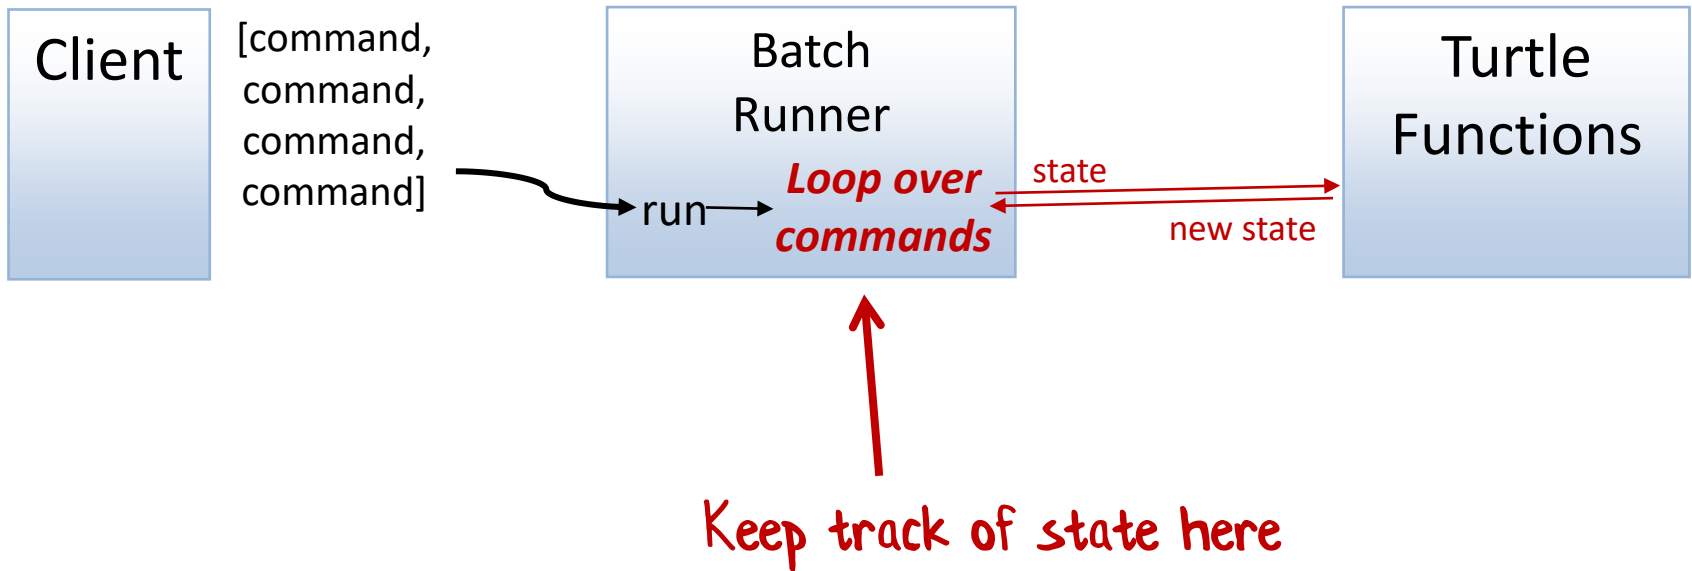 Client
[command,
command,
command,
command]
Batch
Runner
run
Loop over
commands
state
new state
Turtle
Functions
Keep track of state here